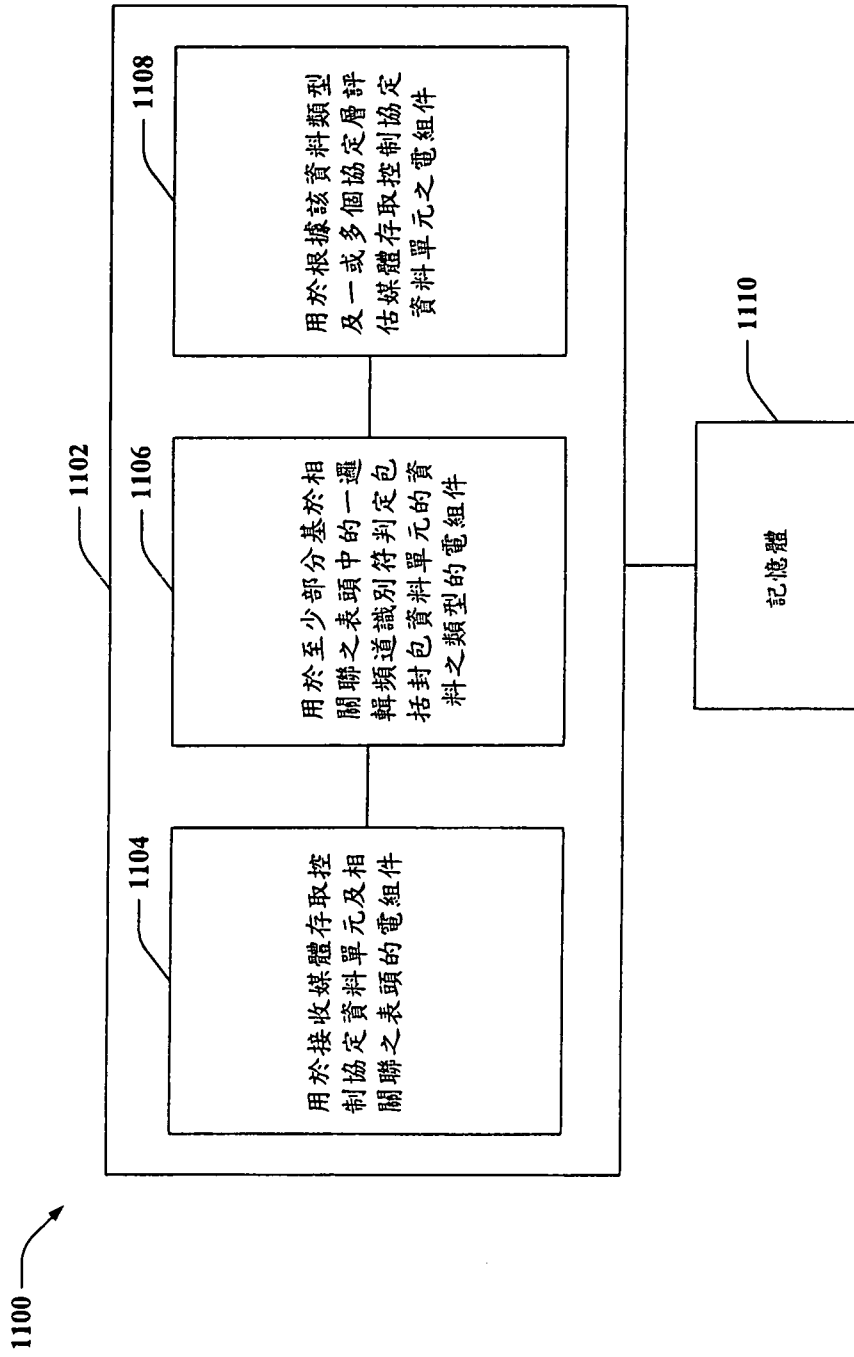 1100
1102
1104
用於接收媒體存取控
制協定資料單元及相
關聯之表頭的電組件
1106
用於至少部分基於相
關聯之表頭中的一邏
輯頻道識別符判定包
括封包資料單元的資
料之類型的電組件
1108
用於根據該資料類型
及一或多個協定層評
估媒體存取控制協定
資料單元之電組件
1110
記憶體